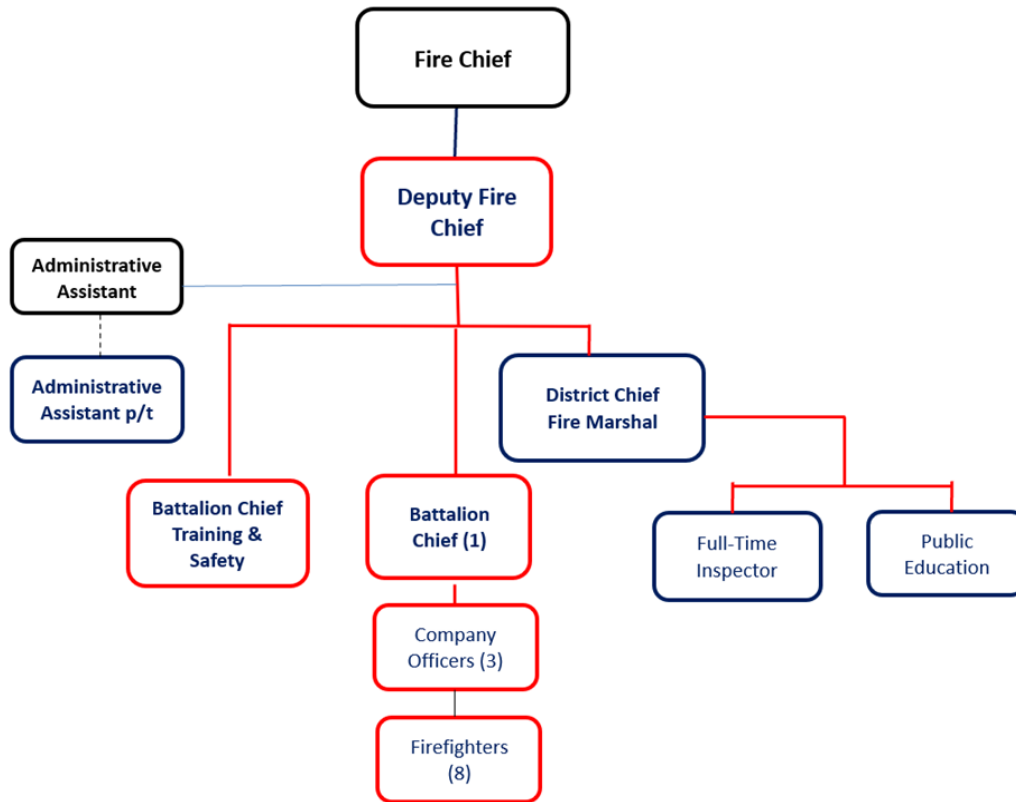 Fire Chief
Deputy Fire
Chief
Administrative
Assistant
Administrative
Assistant p/t
District Chief
Fire Marshal
Battalion Chief
Training &
Safety
Battalion
Chief (1)
Full-Time
Inspector
Public
Education
Company
Officers (3)
Firefighters
(8)